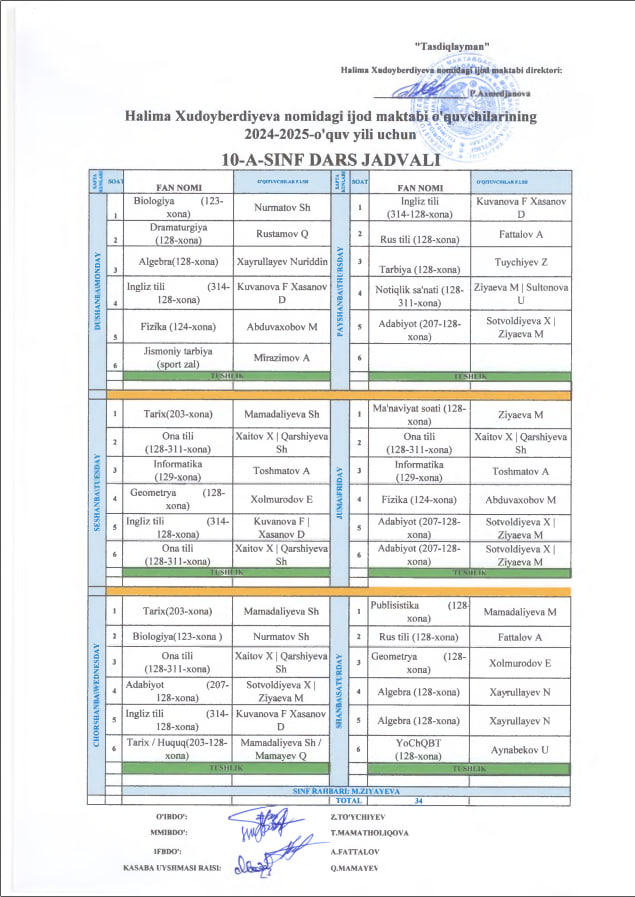 "Tasdiqlayman"
Halima Xudoyberdiyeva nomidagi ijod maktabi direktori:
P.Axmedjanova
Halima Xudoyberdiyeva nomidagi ijod maktabi o'quvchilarining
2024-2025-o'quv yili uchun
10-A-SINF DARS JADVALI
HAFTA KUNLARI SOAT FAN NOMI O'QITUVCHILAR F.I.SH
DUSHANBA\MONDAY
1 Biologiya (123-
xona) Nurmatov Sh
2 Dramaturgiya
(128-xona) Rustamov Q
3 Algebra(128-xona) Xayrullayev Nuriddin
4 Ingliz tili (314-
128-xona) Kuvanova F Xasanov
D
5 Fizika (124-xona) Abduvaxobov M
6 Jismoniy tarbiya
(sport zal) Mirazimov A
TUSHLIK
SESHANBA\TUESDAY
1 Tarix(203-xona) Mamadaliyeva Sh
2 Ona tili
(128-311-xona) Xaitov X | Qarshiyeva
Sh
3 Informatika
(129-xona) Toshmatov A
4 Geometrya (128-
xona) Xolmurodov E
5 Ingliz tili (314-
128-xona) Kuvanova F |
Xasanov D
6 Ona tili
(128-311-xona) Xaitov X | Qarshiyeva
Sh
TUSHLIK
CHORSHANBA\WEDNESDAY
1 Tarix(203-xona) Mamadaliyeva Sh
2 Biologiya(123-xona ) Nurmatov Sh
3 Ona tili
(128-311-xona) Xaitov X | Qarshiyeva
Sh
4 Adabiyot (207-
128-xona) Sotvoldiyeva X |
Ziyaeva M
5 Ingliz tili (314-
128-xona) Kuvanova F Xasanov
D
6 Tarix / Huquq(203-128-
xona) Mamadaliyeva Sh /
Mamayev Q
TUSHLIK
HAFTA KUNLARI SOAT FAN NOMI O'QITUVCHILAR F.I.SH
PAYSHANBA\THURSDAY
1 Ingliz tili
(314-128-xona) Kuvanova F Xasanov
D
2 Rus tili (128-xona) Fattalov A
3 Tarbiya (128-xona) Tuychiyev Z
4 Notiqlik sa'nati (128-
311-xona) Ziyaeva M | Sultonova
U
5 Adabiyot (207-128-
xona) Sotvoldiyeva X |
Ziyaeva M
6
TUSHLIK
JUMA\FRIDAY
1 Ma'naviyat soati (128-
xona) Ziyaeva M
2 Ona tili
(128-311-xona) Xaitov X | Qarshiyeva
Sh
3 Informatika
(129-xona) Toshmatov A
4 Fizika (124-xona) Abduvaxobov M
5 Adabiyot (207-128-
xona) Sotvoldiyeva X |
Ziyaeva M
6 Adabiyot (207-128-
xona) Sotvoldiyeva X |
Ziyaeva M
TUSHLIK
SHANBA\SATURDAY
1 Publisistika (128-
xona) Mamadaliyeva M
2 Rus tili (128-xona) Fattalov A
3 Geometrya (128-
xona) Xolmurodov E
4 Algebra (128-xona) Xayrullayev N
5 Algebra (128-xona) Xayrullayev N
6 YoChQBT
(128-xona) Aynabekov U
TUSHLIK
SINF RAHBARI: M.ZIYAYEVA
TOTAL 34
O'IBDO': Z.TO'YCHIYEV
MMIBDO': T.MAMATHOLIQOVA
IFBDO': A.FATTALOV
KASABA UYSHMASI RAISI: Q.MAMAYEV